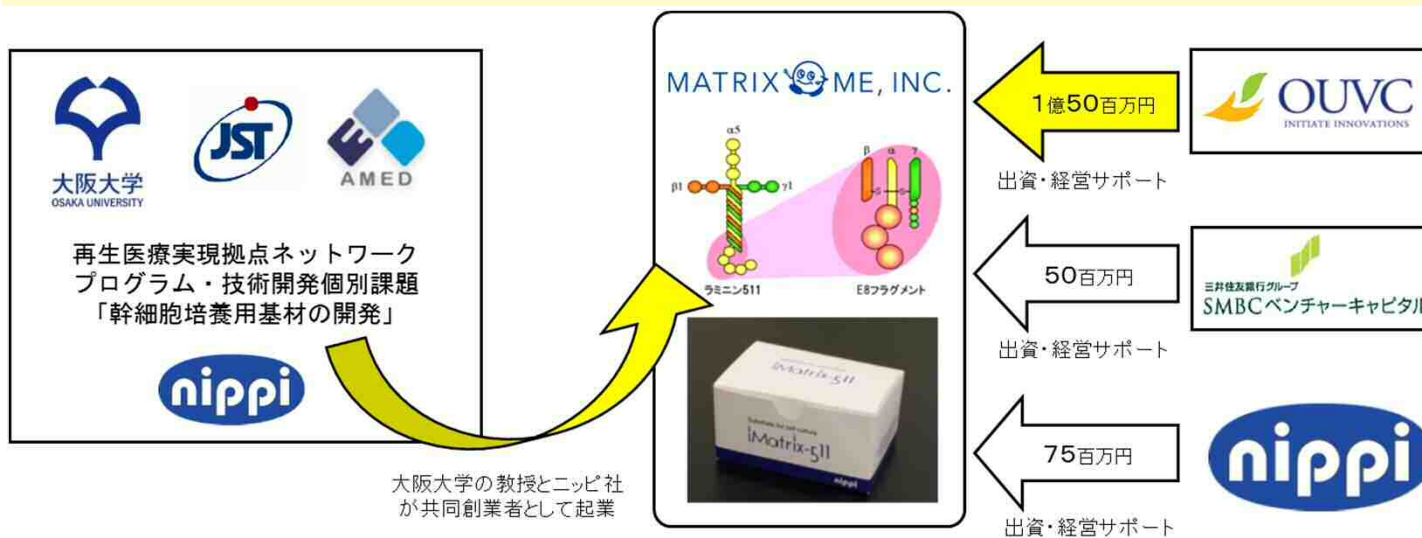 大阪大学
OSAKA UNIVERSITY
JST
AMED
再生医療実現拠点ネットワーク
プログラム・技術開発個別課題
「幹細胞培養用基材の開発」
nippi
大阪大学の教授とニッピ社
が共同創業者として起業
MATRIX ME, INC.
α5
β1
γ1
ラミニン511
β α γ
S S
E8フラグメント
iMatrix-511
Substrate for cell culture
iMatrix-511
nippi
1億50百万円
出資・経営サポート
OUVC
INITIATE INNOVATIONS
50百万円
出資・経営サポート
三井住友銀行グループ
SMBCベンチャーキャピタル
75百万円
出資・経営サポート
nippi